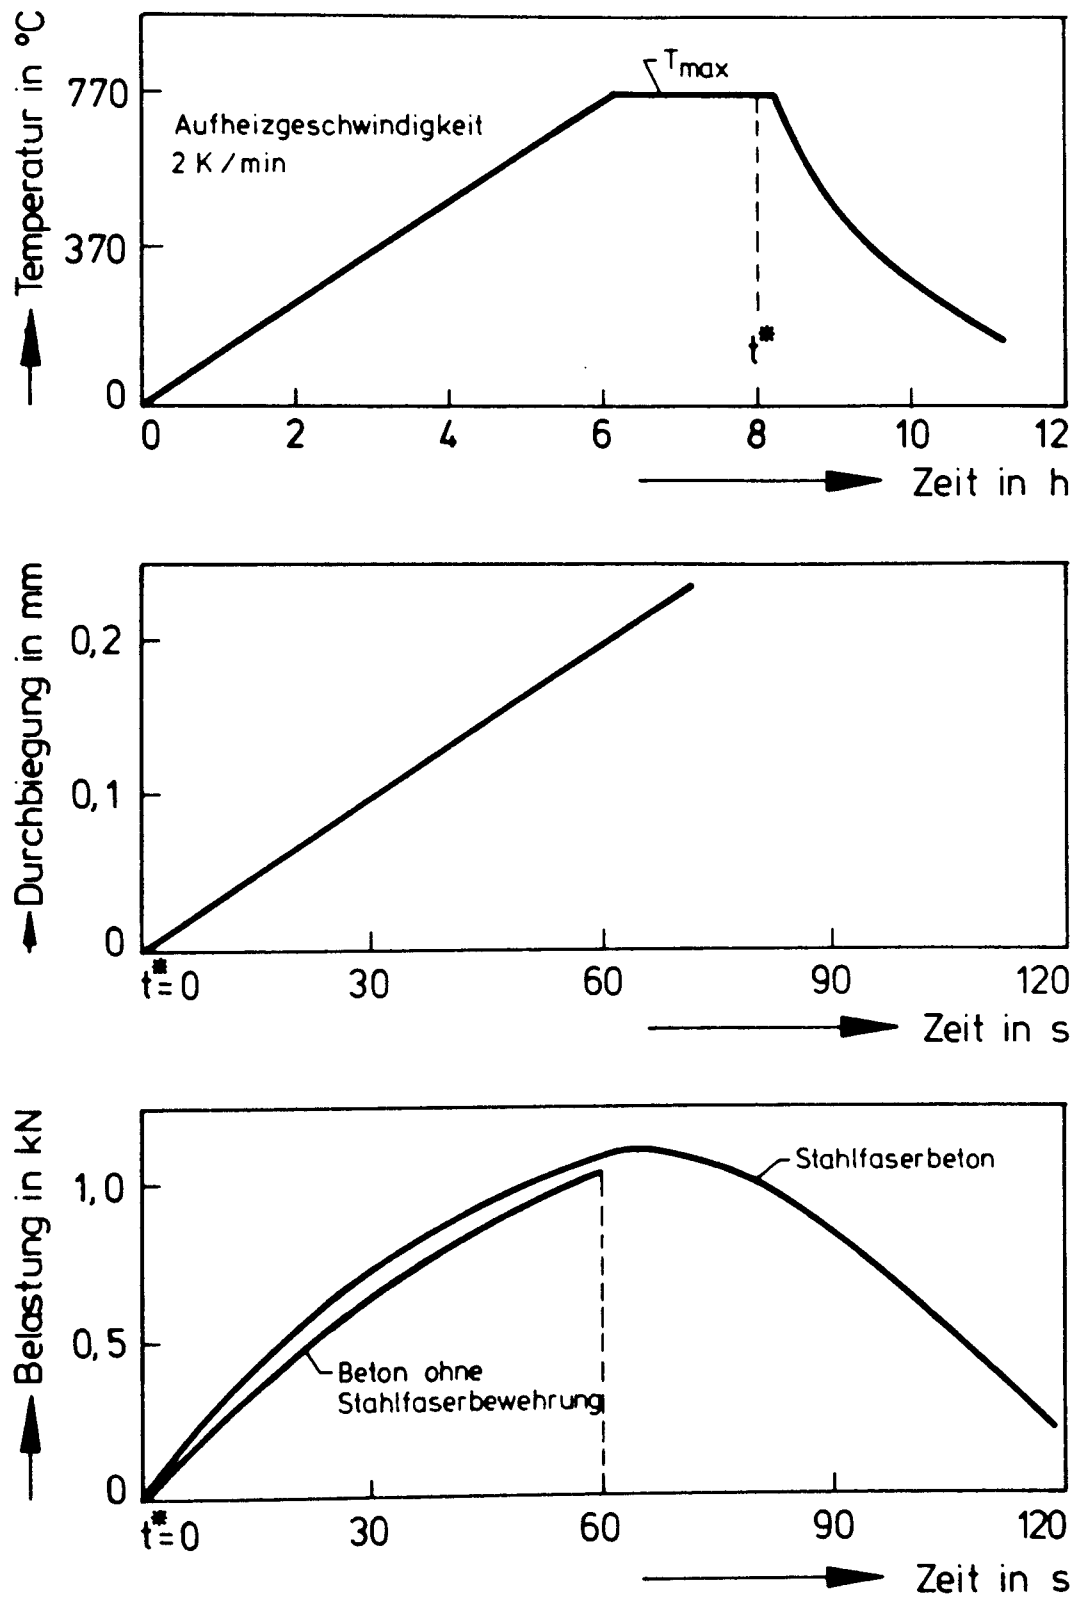 Temperatur in °C
770
370
0
Aufheizgeschwindigkeit
2 K/min
Tmax
t*
0 2 4 6 8 10 12
Zeit in h
Durchbiegung in mm
0,2
0,1
0
t*=0 30 60 90 120
Zeit in s
Belastung in kN
1,0
0,5
0
Stahlfaserbeton
Beton ohne
Stahlfaserbewehrung
t*=0 30 60 90 120
Zeit in s